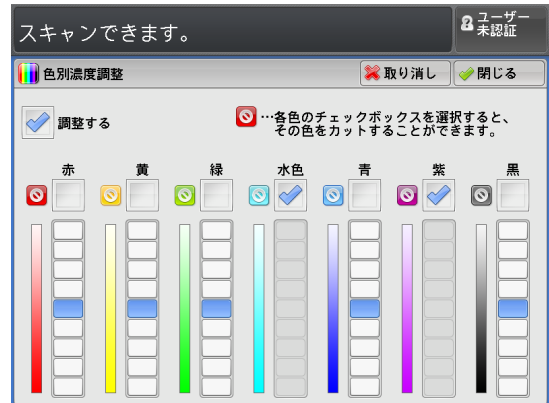 スキャンできます。
ユーザー
未認証
色別濃度調整
取り消し
閉じる
調整する
…各色のチェックボックスを選択すると、
その色をカットすることができます。
赤 黄 緑 水色 青 紫 黒